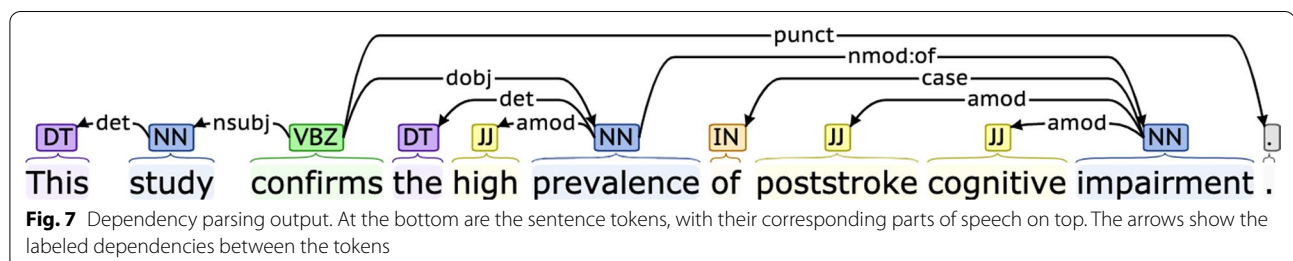 punct
nmod:of
dobj case
det amod
DT det NN nsubj VBZ DT JJ amod NN IN JJ JJ amod NN .
This study confirms the high prevalence of poststroke cognitive impairment .
Fig. 7 Dependency parsing output. At the bottom are the sentence tokens, with their corresponding parts of speech on top. The arrows show the
labeled dependencies between the tokens